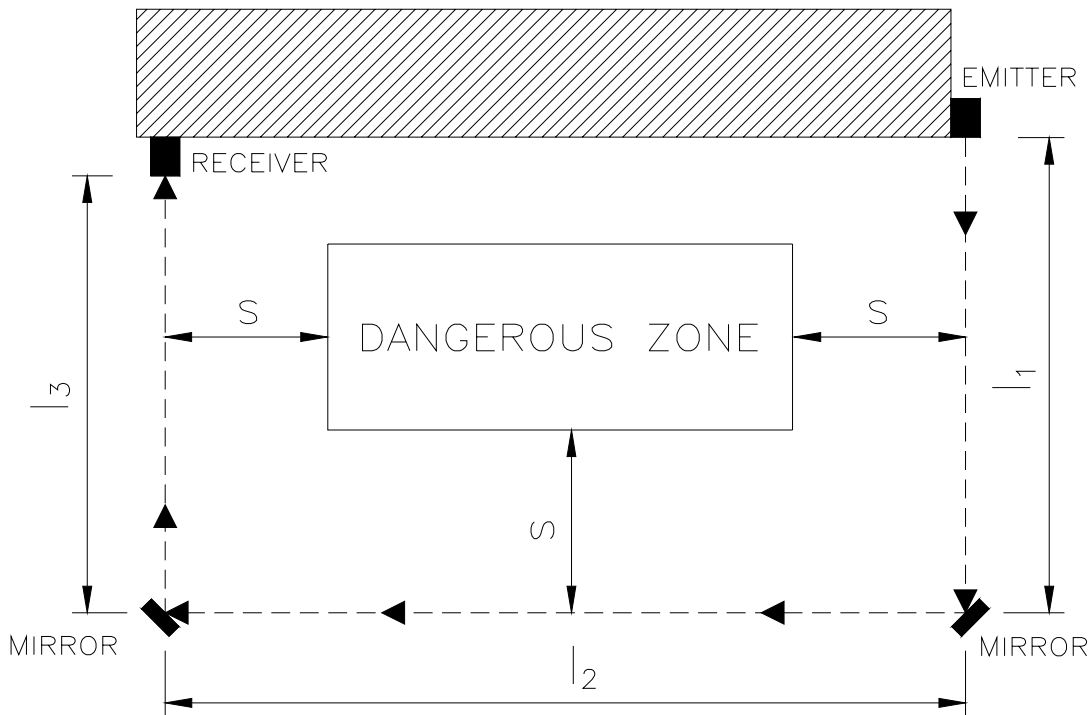 EMITTER
RECEIVER
S
S
DANGEROUS ZONE
l₃
l₁
S
MIRROR
MIRROR
l₂